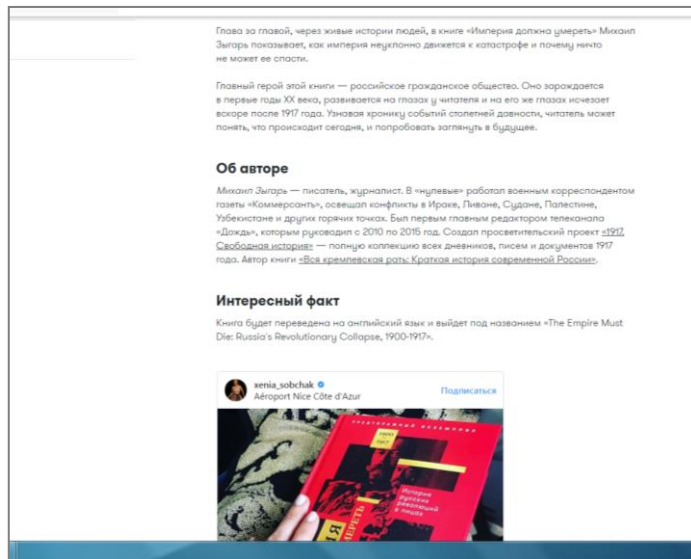 Глава за главой, через живые истории людей, в книге «Империя должна умереть» Михаил
Зыгарь показывает, как империя неуклонно движется к катастрофе и почему ничто
не может ее спасти.
Главный герой этой книги — российское гражданское общество. Оно зарождается
в первые годы XX века, развивается на глазах у читателя и на его же глазах исчезает
вскоре после 1917 года. Узнавая хронику событий столетней давности, читатель может
понять, что происходит сегодня, и попробовать заглянуть в будущее.
Об авторе
Михаил Зыгарь — писатель, журналист. В «нулевые» работал военным корреспондентом
газеты «Коммерсантъ», освещал конфликты в Ираке, Ливане, Судане, Палестине,
Узбекистане и других горячих точках. Был первым главным редактором телеканала
«Дождь», которым руководил с 2010 по 2015 год. Создал просветительский проект «1917.
Свободная история» — полную коллекцию всех дневников, писем и документов 1917
года. Автор книги «Вся кремлевская рать: Краткая история современной России».
Интересный факт
Книга будет переведена на английский язык и выйдет под названием «The Empire Must
Die: Russia's Revolutionary Collapse, 1900-1917».
xenia_sobchak
Aéroport Nice Côte d'Azur
Подписаться
1900
1917
История
русских
революций
в лицах
МЕРЕТЬ